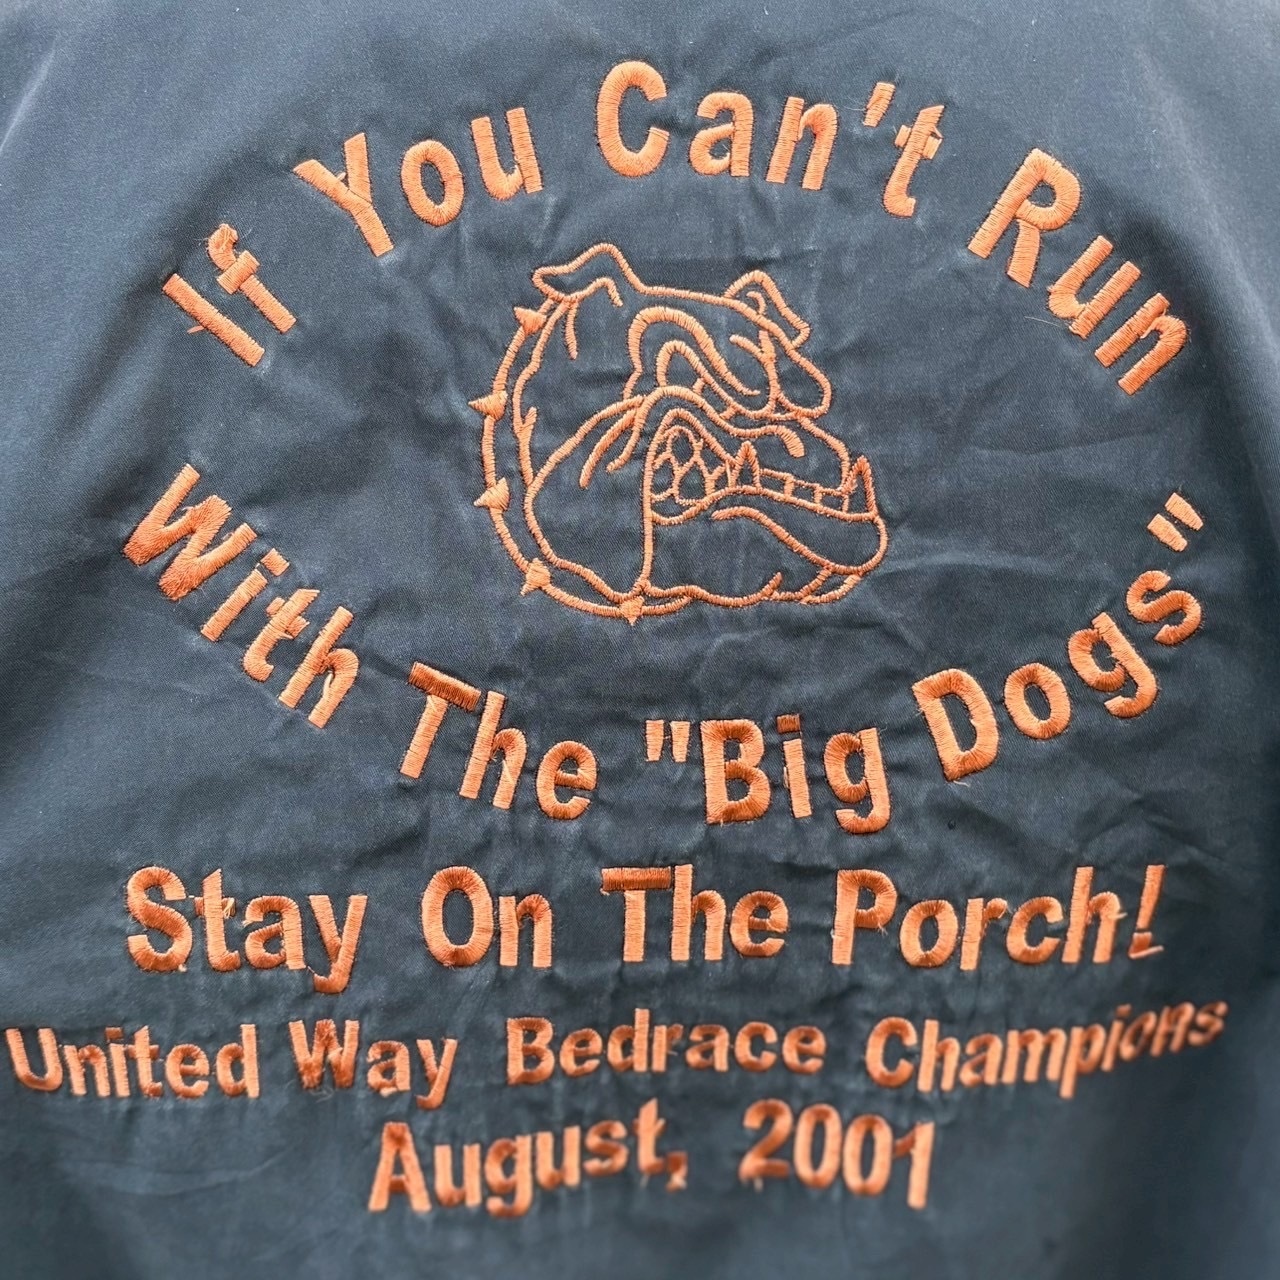 If You Can't Run
With The "Big Dogs"
Stay On The Porch!
United Way Bedrace Champions
August, 2001